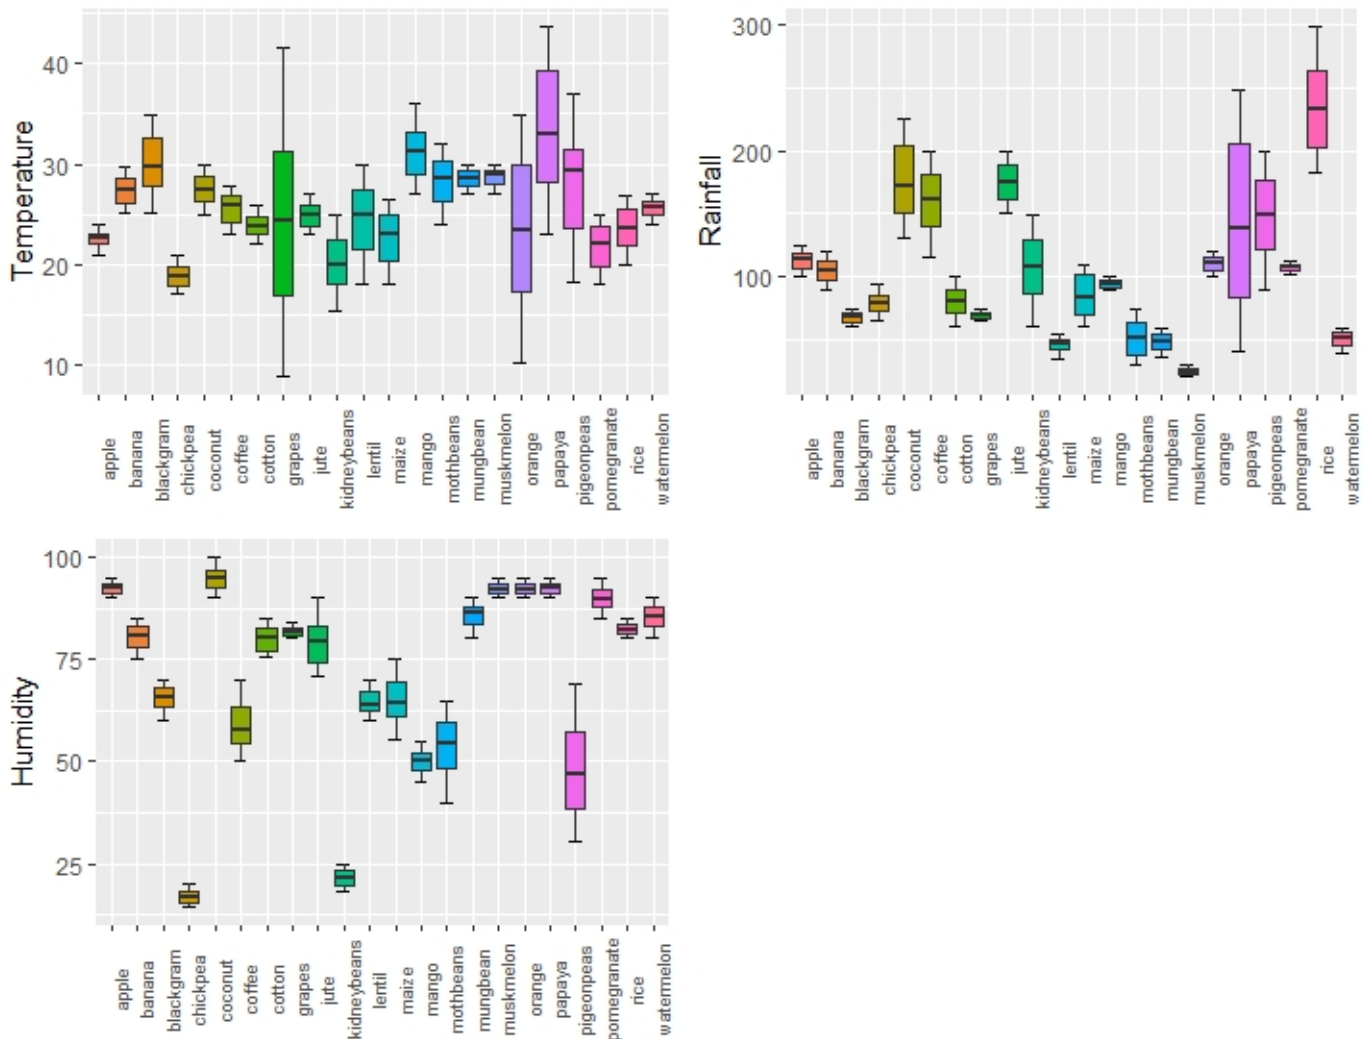 Temperature
40
30
20
10
apple
banana
blackgram
chickpea
coconut
coffee
cotton
grapes
jute
kidneybeans
lentil
maize
mango
mothbeans
mungbean
muskmelon
orange
papaya
pigeonpeas
pomegranate
rice
watermelon
Rainfall
300
200
100
apple
banana
blackgram
chickpea
coconut
coffee
cotton
grapes
jute
kidneybeans
lentil
maize
mango
mothbeans
mungbean
muskmelon
orange
papaya
pigeonpeas
pomegranate
rice
watermelon
Humidity
100
75
50
25
apple
banana
blackgram
chickpea
coconut
coffee
cotton
grapes
jute
kidneybeans
lentil
maize
mango
mothbeans
mungbean
muskmelon
orange
papaya
pigeonpeas
pomegranate
rice
watermelon